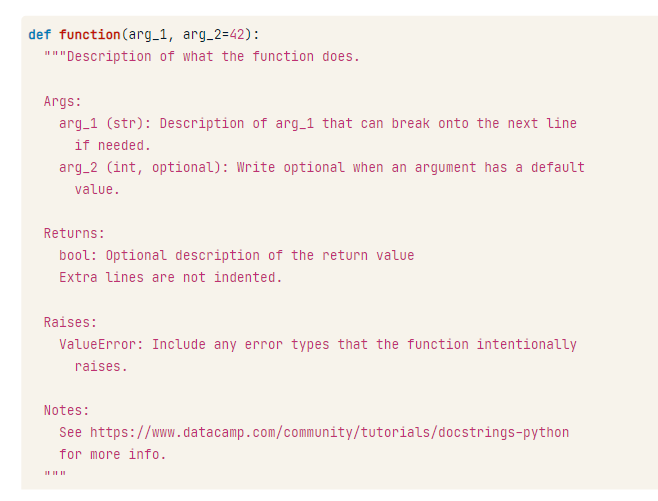 def function(arg_1, arg_2=42):
  """Description of what the function does.

  Args:
    arg_1 (str): Description of arg_1 that can break onto the next line
      if needed.
    arg_2 (int, optional): Write optional when an argument has a default
      value.

  Returns:
    bool: Optional description of the return value
    Extra lines are not indented.

  Raises:
    ValueError: Include any error types that the function intentionally
      raises.

  Notes:
    See https://www.datacamp.com/community/tutorials/docstrings-python
    for more info.
  """